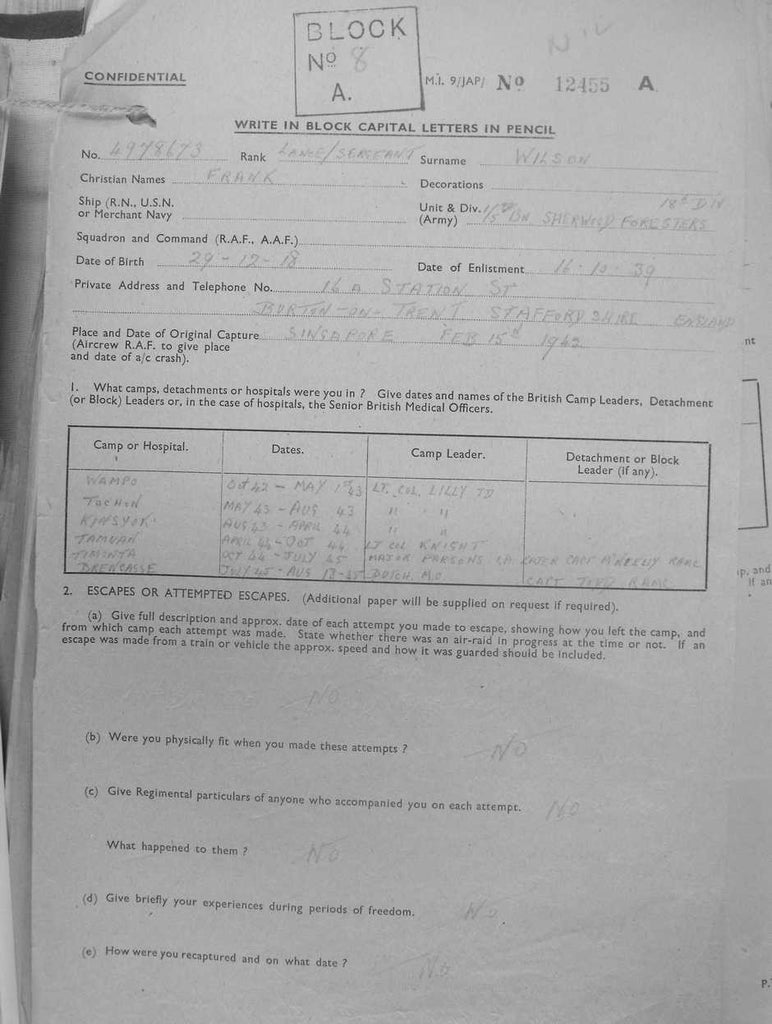 BLOCK
Nº 8
A.
CONFIDENTIAL
M.I. 9/JAP/ Nº 12455 A
WRITE IN BLOCK CAPITAL LETTERS IN PENCIL
No. 4978673 Rank LANCE/SERGEANT Surname WILSON
Christian Names FRANK Decorations
Ship (R.N., U.S.N. or Merchant Navy
18th DIV
Unit & Div. (Army) 1/5th BN SHERWOOD FORESTERS
Squadron and Command (R.A.F., A.A.F.)
Date of Birth 29-12-18 Date of Enlistment 16-10-39
Private Address and Telephone No. 16A STATION ST
BURTON-ON-TRENT STAFFORDSHIRE ENGLAND
Place and Date of Original Capture SINGAPORE FEB 15th 1942
(Aircrew R.A.F. to give place
and date of a/c crash).
1. What camps, detachments or hospitals were you in ? Give dates and names of the British Camp Leaders, Detachment
(or Block) Leaders or, in the case of hospitals, the Senior British Medical Officers.
Camp or Hospital. Dates. Camp Leader. Detachment or Block Leader (if any).
WAMPO OCT 42 - MAY 43 LT. COL. LILLY
MAY 43 - AUG 43 " "
KINSYOK AUG 43 - APRIL 44 " "
TAMUAN APRIL 44 - OCT 44 LT COL KNIGHT
OCT 44 - JULY 45 MAJOR PARSONS RAMC
JULY 45 - AUG DUTCH M.O. CAPT RAMC
2. ESCAPES OR ATTEMPTED ESCAPES. (Additional paper will be supplied on request if required).
(a) Give full description and approx. date of each attempt you made to escape, showing how you left the camp, and
from which camp each attempt was made. State whether there was an air-raid in progress at the time or not. If an
escape was made from a train or vehicle the approx. speed and how it was guarded should be included.
NO
(b) Were you physically fit when you made these attempts ? NO
(c) Give Regimental particulars of anyone who accompanied you on each attempt. NO
What happened to them ? NO
(d) Give briefly your experiences during periods of freedom. NO
(e) How were you recaptured and on what date ? NO